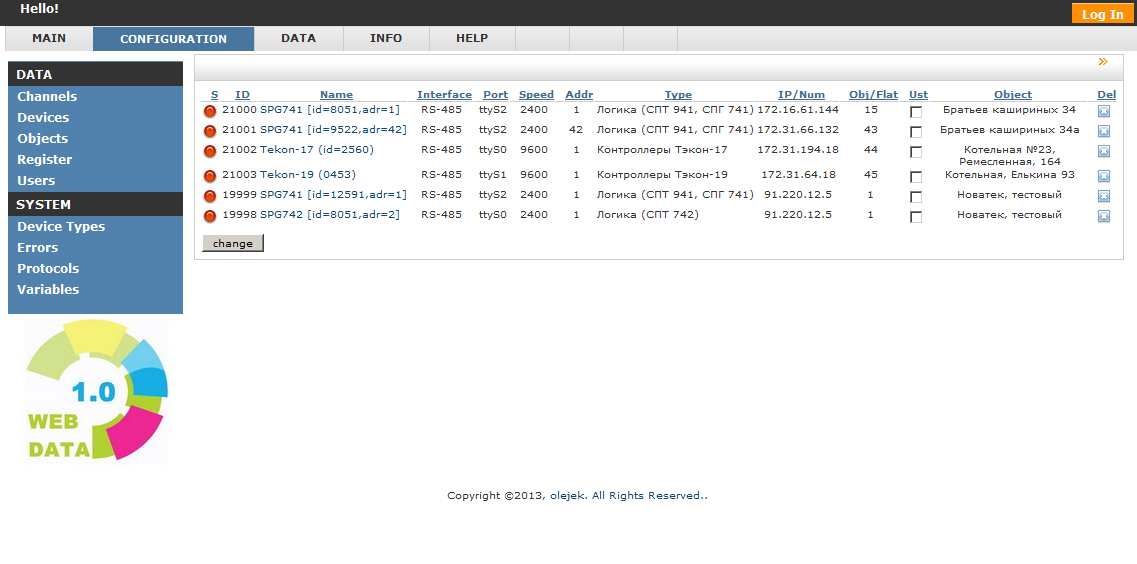 Hello!
Log In
MAIN CONFIGURATION DATA INFO HELP
DATA
Channels
Devices
Objects
Register
Users
SYSTEM
Device Types
Errors
Protocols
Variables
1.0
WEB
DATA
»
S ID Name Interface Port Speed Addr Type IP/Num Obj/Flat Ust Object Del
21000 SPG741 [id=8051,adr=1] RS-485 ttyS2 2400 1 Логика (СПТ 941, СПГ 741) 172.16.61.144 15 Братьев кашириных 34
21001 SPG741 [id=9522,adr=42] RS-485 ttyS2 2400 42 Логика (СПТ 941, СПГ 741) 172.31.66.132 43 Братьев кашириных 34а
21002 Tekon-17 (id=2560) RS-485 ttyS0 9600 1 Контроллеры Тэкон-17 172.31.194.18 44 Котельная №23,
Ремесленная, 164
21003 Tekon-19 (0453) RS-485 ttyS1 9600 1 Контроллеры Тэкон-19 172.31.64.18 45 Котельная, Елькина 93
19999 SPG741 [id=12591,adr=1] RS-485 ttyS2 2400 1 Логика (СПТ 941, СПГ 741) 91.220.12.5 1 Новатек, тестовый
19998 SPG742 [id=8051,adr=2] RS-485 ttyS0 2400 1 Логика (СПТ 742) 91.220.12.5 1 Новатек, тестовый
change
Copyright ©2013, olejek. All Rights Reserved..